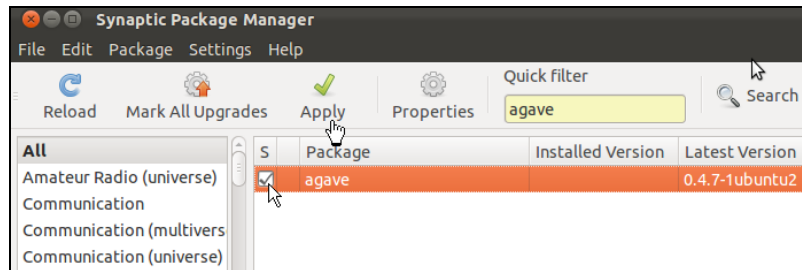 Synaptic Package Manager
File Edit Package Settings Help
Quick filter
Reload Mark All Upgrades Apply Properties agave Search
All S Package Installed Version Latest Version
Amateur Radio (universe) agave 0.4.7-1ubuntu2
Communication
Communication (multivers
Communication (universe)